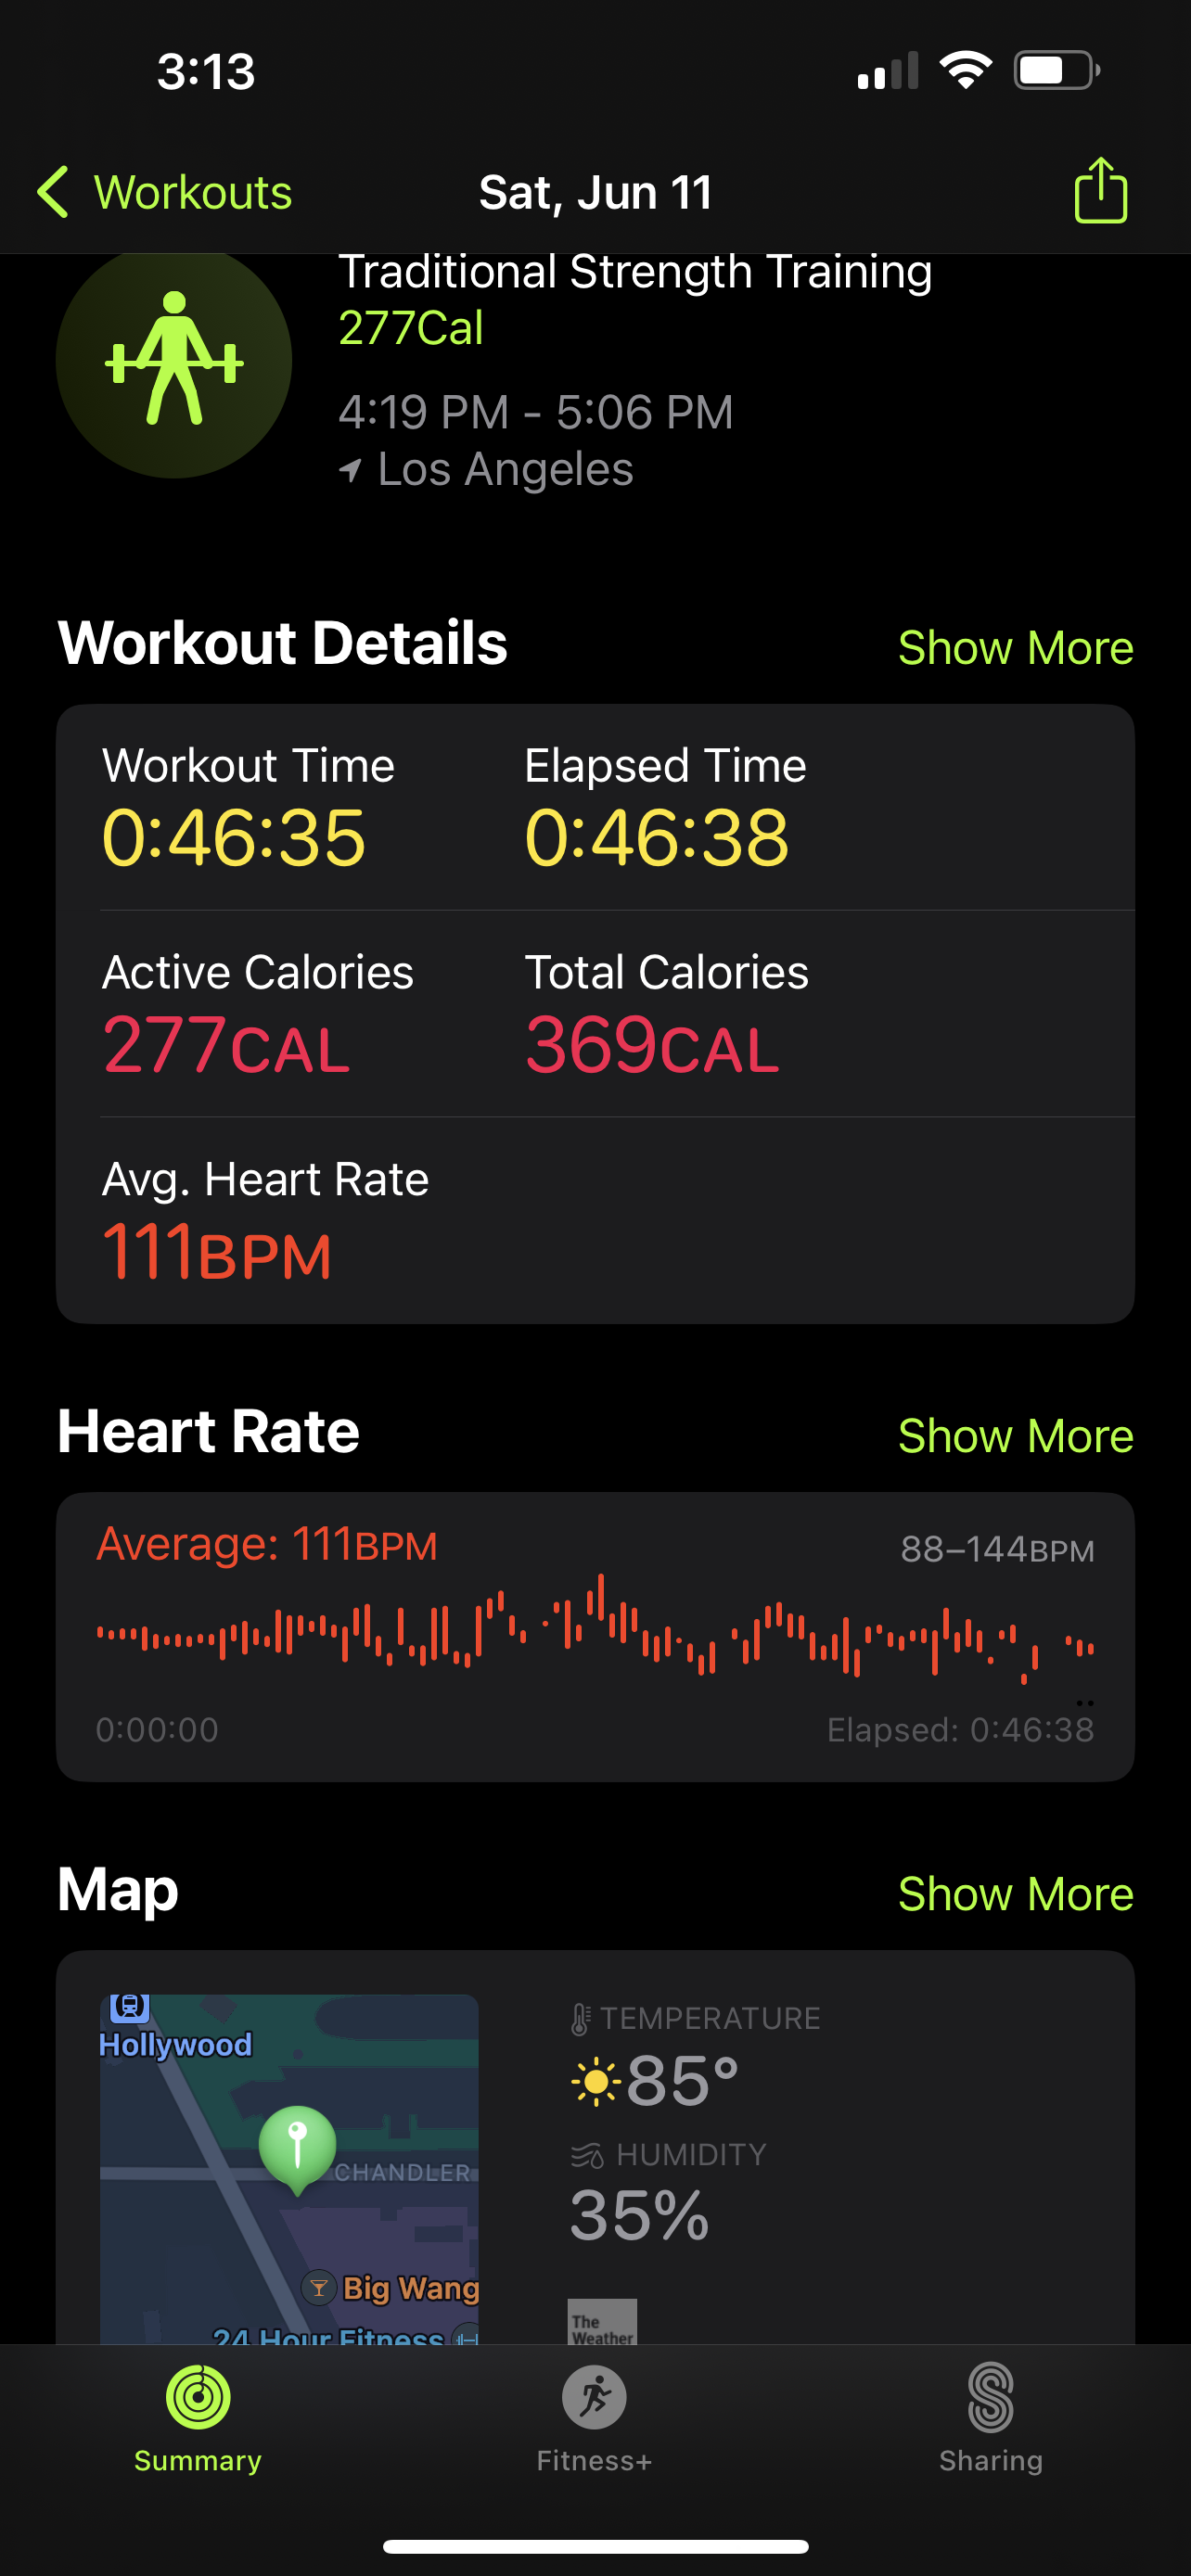 3:13
Workouts
Sat, Jun 11
Traditional Strength Training
277Cal
4:19 PM - 5:06 PM
Los Angeles
Workout Details
Show More
Workout Time
Elapsed Time
0:46:35
0:46:38
Active Calories
Total Calories
277CAL
369CAL
Avg. Heart Rate
111BPM
Heart Rate
Show More
Average: 111BPM
88–144BPM
0:00:00
Elapsed: 0:46:38
Map
Show More
Hollywood
CHANDLER
Big Wang
24 Hour Fitness
TEMPERATURE
85°
HUMIDITY
35%
The
Weather
Summary
Fitness+
Sharing